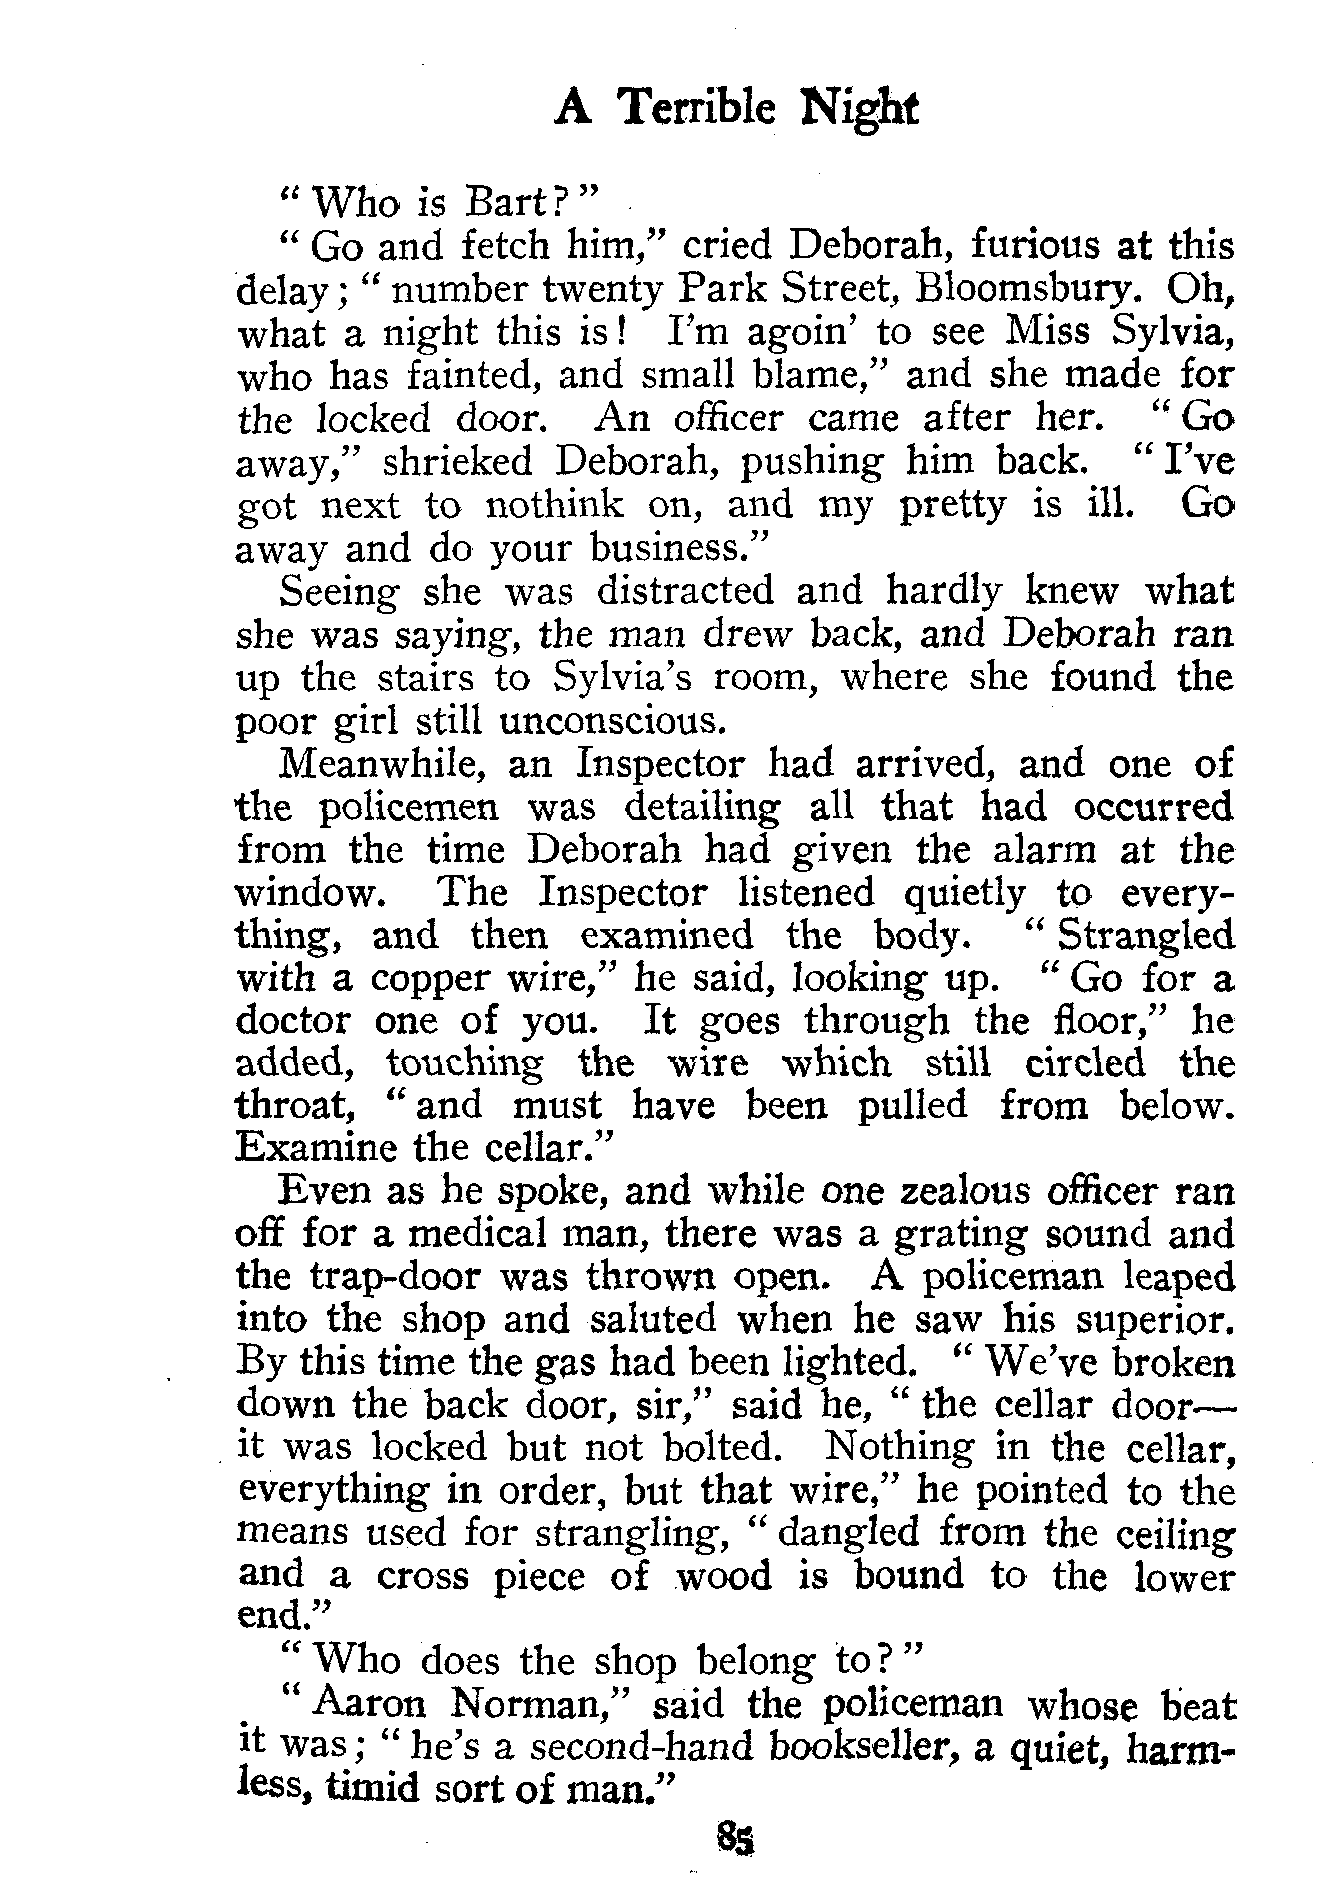 A Terrible Night
“ Who is Bart? ”
“ Go and fetch him,” cried Deborah, furious at this
delay ; “ number twenty Park Street, Bloomsbury. Oh,
what a night this is ! I’m agoin’ to see Miss Sylvia,
who has fainted, and small blame,” and she made for
the locked door. An officer came after her. “ Go
away,” shrieked Deborah, pushing him back. “ I’ve
got next to nothink on, and my pretty is ill. Go
away and do your business.”
Seeing she was distracted and hardly knew what
she was saying, the man drew back, and Deborah ran
up the stairs to Sylvia’s room, where she found the
poor girl still unconscious.
Meanwhile, an Inspector had arrived, and one of
the policemen was detailing all that had occurred
from the time Deborah had given the alarm at the
window. The Inspector listened quietly to every-
thing, and then examined the body. “ Strangled
with a copper wire,” he said, looking up. “ Go for a
doctor one of you. It goes through the floor,” he
added, touching the wire which still circled the
throat, “ and must have been pulled from below.
Examine the cellar.”
Even as he spoke, and while one zealous officer ran
off for a medical man, there was a grating sound and
the trap-door was thrown open. A policeman leaped
into the shop and saluted when he saw his superior.
By this time the gas had been lighted. “ We’ve broken
down the back door, sir,” said he, “ the cellar door—
it was locked but not bolted. Nothing in the cellar,
everything in order, but that wire,” he pointed to the
means used for strangling, “ dangled from the ceiling
and a cross piece of wood is bound to the lower
end.”
“ Who does the shop belong to? ”
“ Aaron Norman,” said the policeman whose beat
it was ; “ he’s a second-hand bookseller, a quiet, harm-
less, timid sort of man.”
85